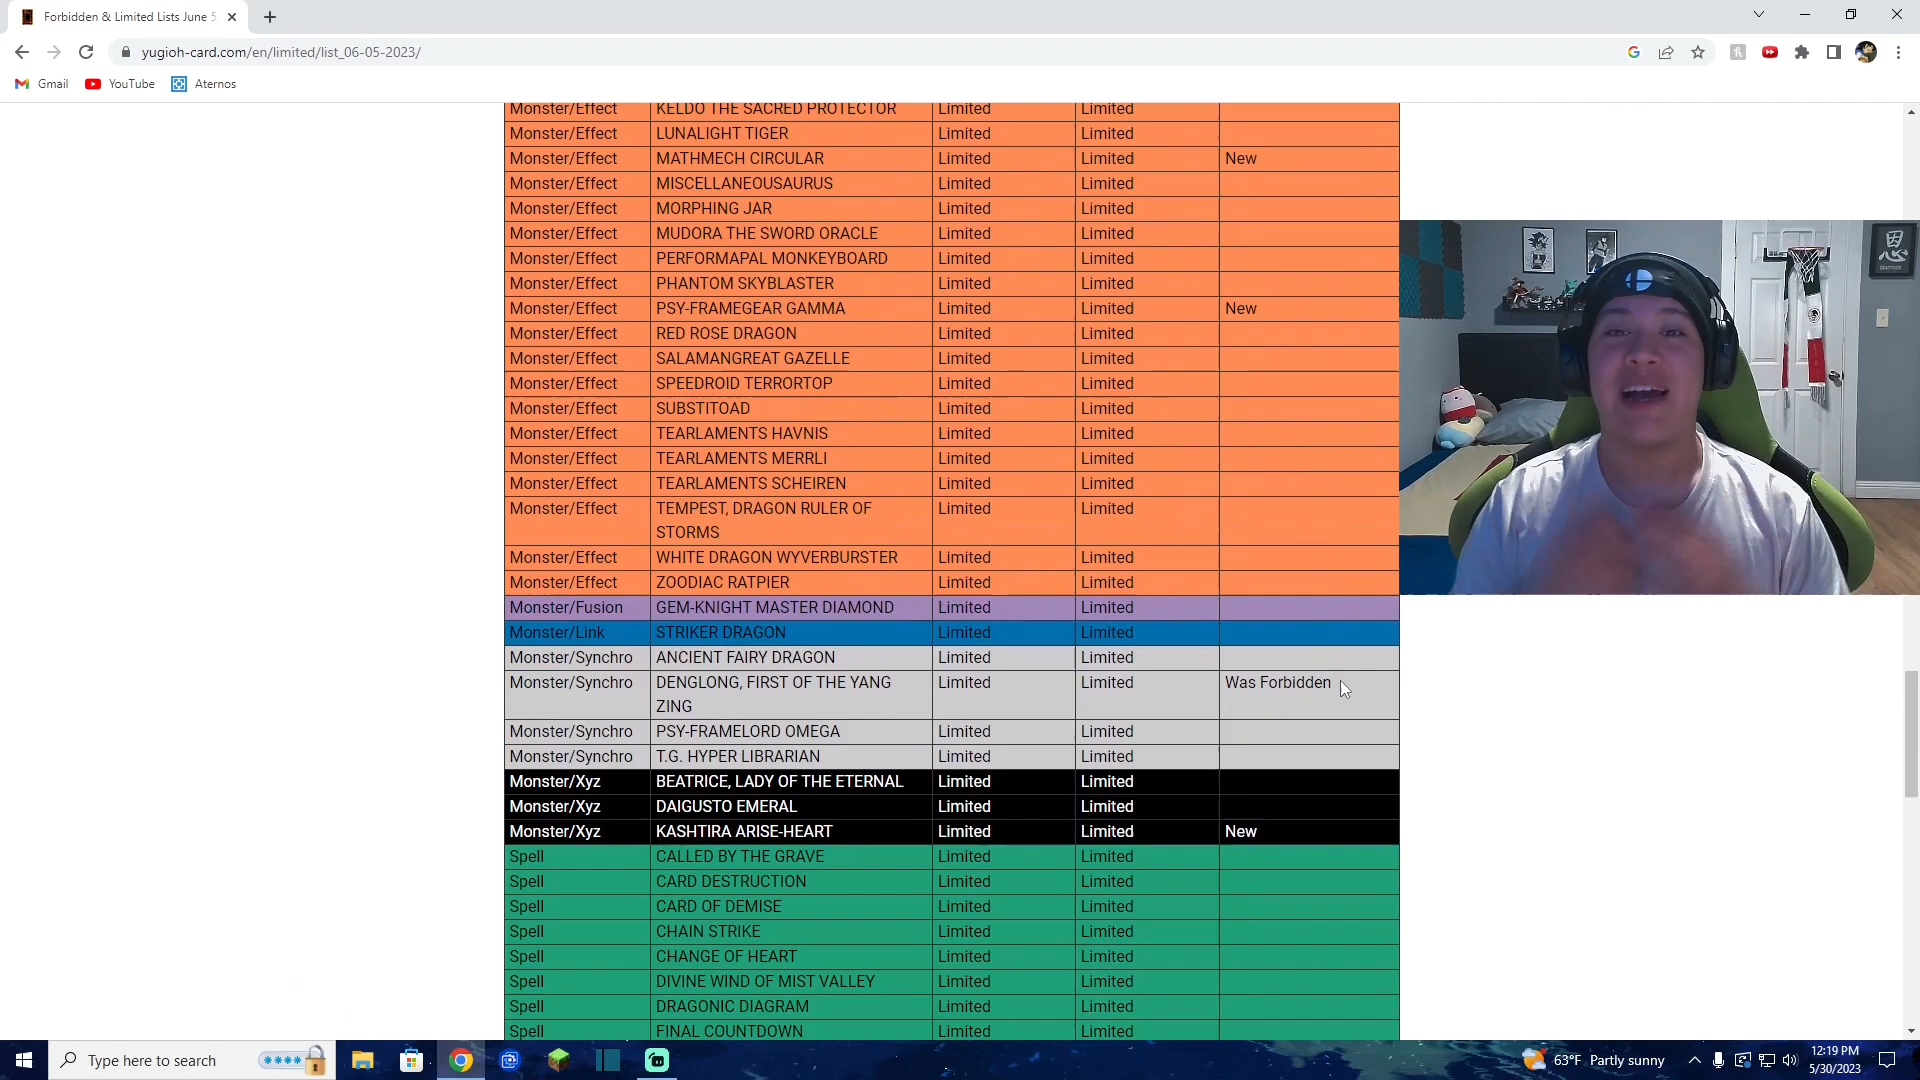 Forbidden & Limited Lists June 5
yugioh-card.com/en/limited/list_06-05-2023/
Gmail YouTube Aternos
Monster/Effect KELDO THE SACRED PROTECTOR Limited Limited
Monster/Effect LUNALIGHT TIGER Limited Limited
Monster/Effect MATHMECH CIRCULAR Limited Limited New
Monster/Effect MISCELLANEOUSAURUS Limited Limited
Monster/Effect MORPHING JAR Limited Limited
Monster/Effect MUDORA THE SWORD ORACLE Limited Limited
Monster/Effect PERFORMAPAL MONKEYBOARD Limited Limited
Monster/Effect PHANTOM SKYBLASTER Limited Limited
Monster/Effect PSY-FRAMEGEAR GAMMA Limited Limited New
Monster/Effect RED ROSE DRAGON Limited Limited
Monster/Effect SALAMANGREAT GAZELLE Limited Limited
Monster/Effect SPEEDROID TERRORTOP Limited Limited
Monster/Effect SUBSTITOAD Limited Limited
Monster/Effect TEARLAMENTS HAVNIS Limited Limited
Monster/Effect TEARLAMENTS MERRLI Limited Limited
Monster/Effect TEARLAMENTS SCHEIREN Limited Limited
Monster/Effect TEMPEST, DRAGON RULER OF Limited Limited
STORMS
Monster/Effect WHITE DRAGON WYVERBURSTER Limited Limited
Monster/Effect ZOODIAC RATPIER Limited Limited
Monster/Fusion GEM-KNIGHT MASTER DIAMOND Limited Limited
Monster/Link STRIKER DRAGON Limited Limited
Monster/Synchro ANCIENT FAIRY DRAGON Limited Limited
Monster/Synchro DENGLONG, FIRST OF THE YANG Limited Limited Was Forbidden
ZING
Monster/Synchro PSY-FRAMELORD OMEGA Limited Limited
Monster/Synchro T.G. HYPER LIBRARIAN Limited Limited
Monster/Xyz BEATRICE, LADY OF THE ETERNAL Limited Limited
Monster/Xyz DAIGUSTO EMERAL Limited Limited
Monster/Xyz KASHTIRA ARISE-HEART Limited Limited New
Spell CALLED BY THE GRAVE Limited Limited
Spell CARD DESTRUCTION Limited Limited
Spell CARD OF DEMISE Limited Limited
Spell CHAIN STRIKE Limited Limited
Spell CHANGE OF HEART Limited Limited
Spell DIVINE WIND OF MIST VALLEY Limited Limited
Spell DRAGONIC DIAGRAM Limited Limited
Spell FINAL COUNTDOWN Limited Limited
恩
GRATITUDE
Type here to search
63°F Partly sunny
12:19 PM
5/30/2023